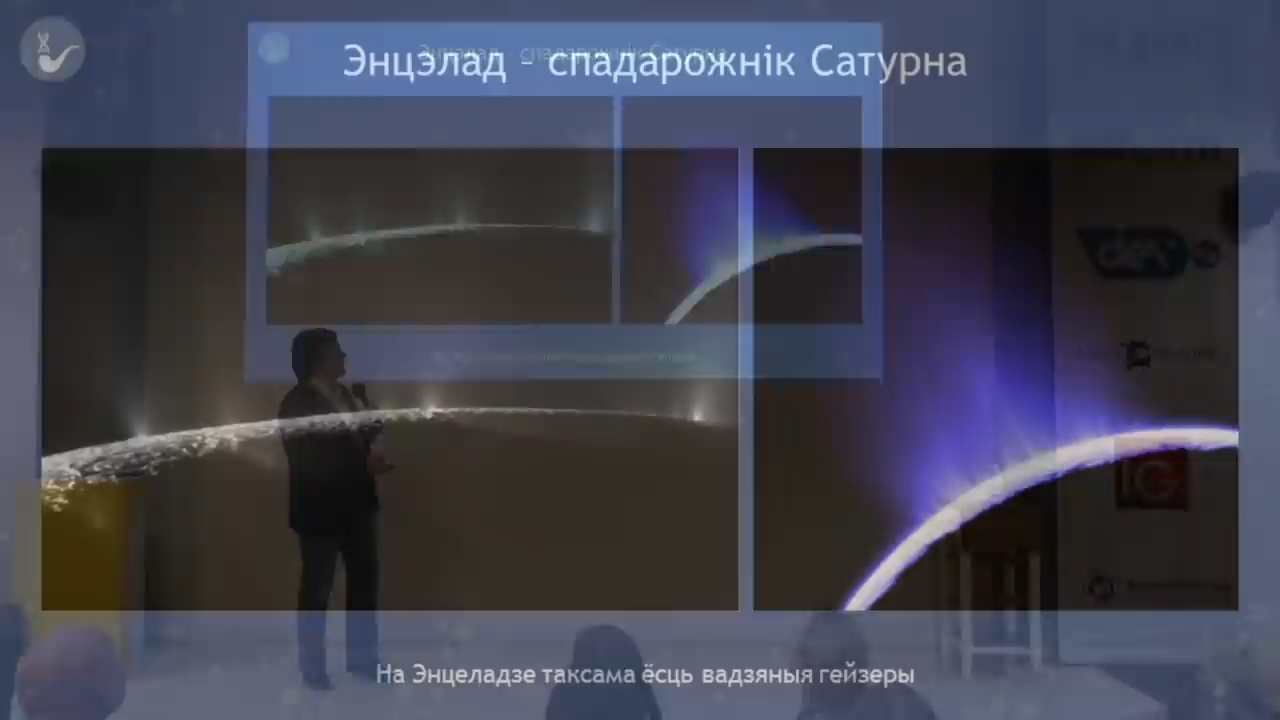 Энцэлад - спадарожнік Сатурна
На Энцеладзе таксама ёсць вадзяныя гейзеры